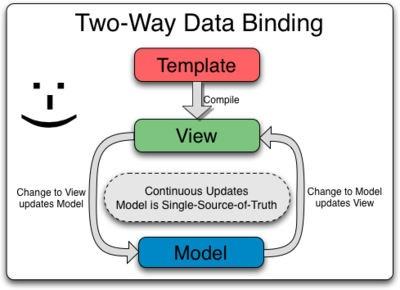 Two-Way Data Binding
Template
Compile
View
Change to View
updates Model
Continuous Updates
Model is Single-Source-of-Truth
Change to Model
updates View
Model